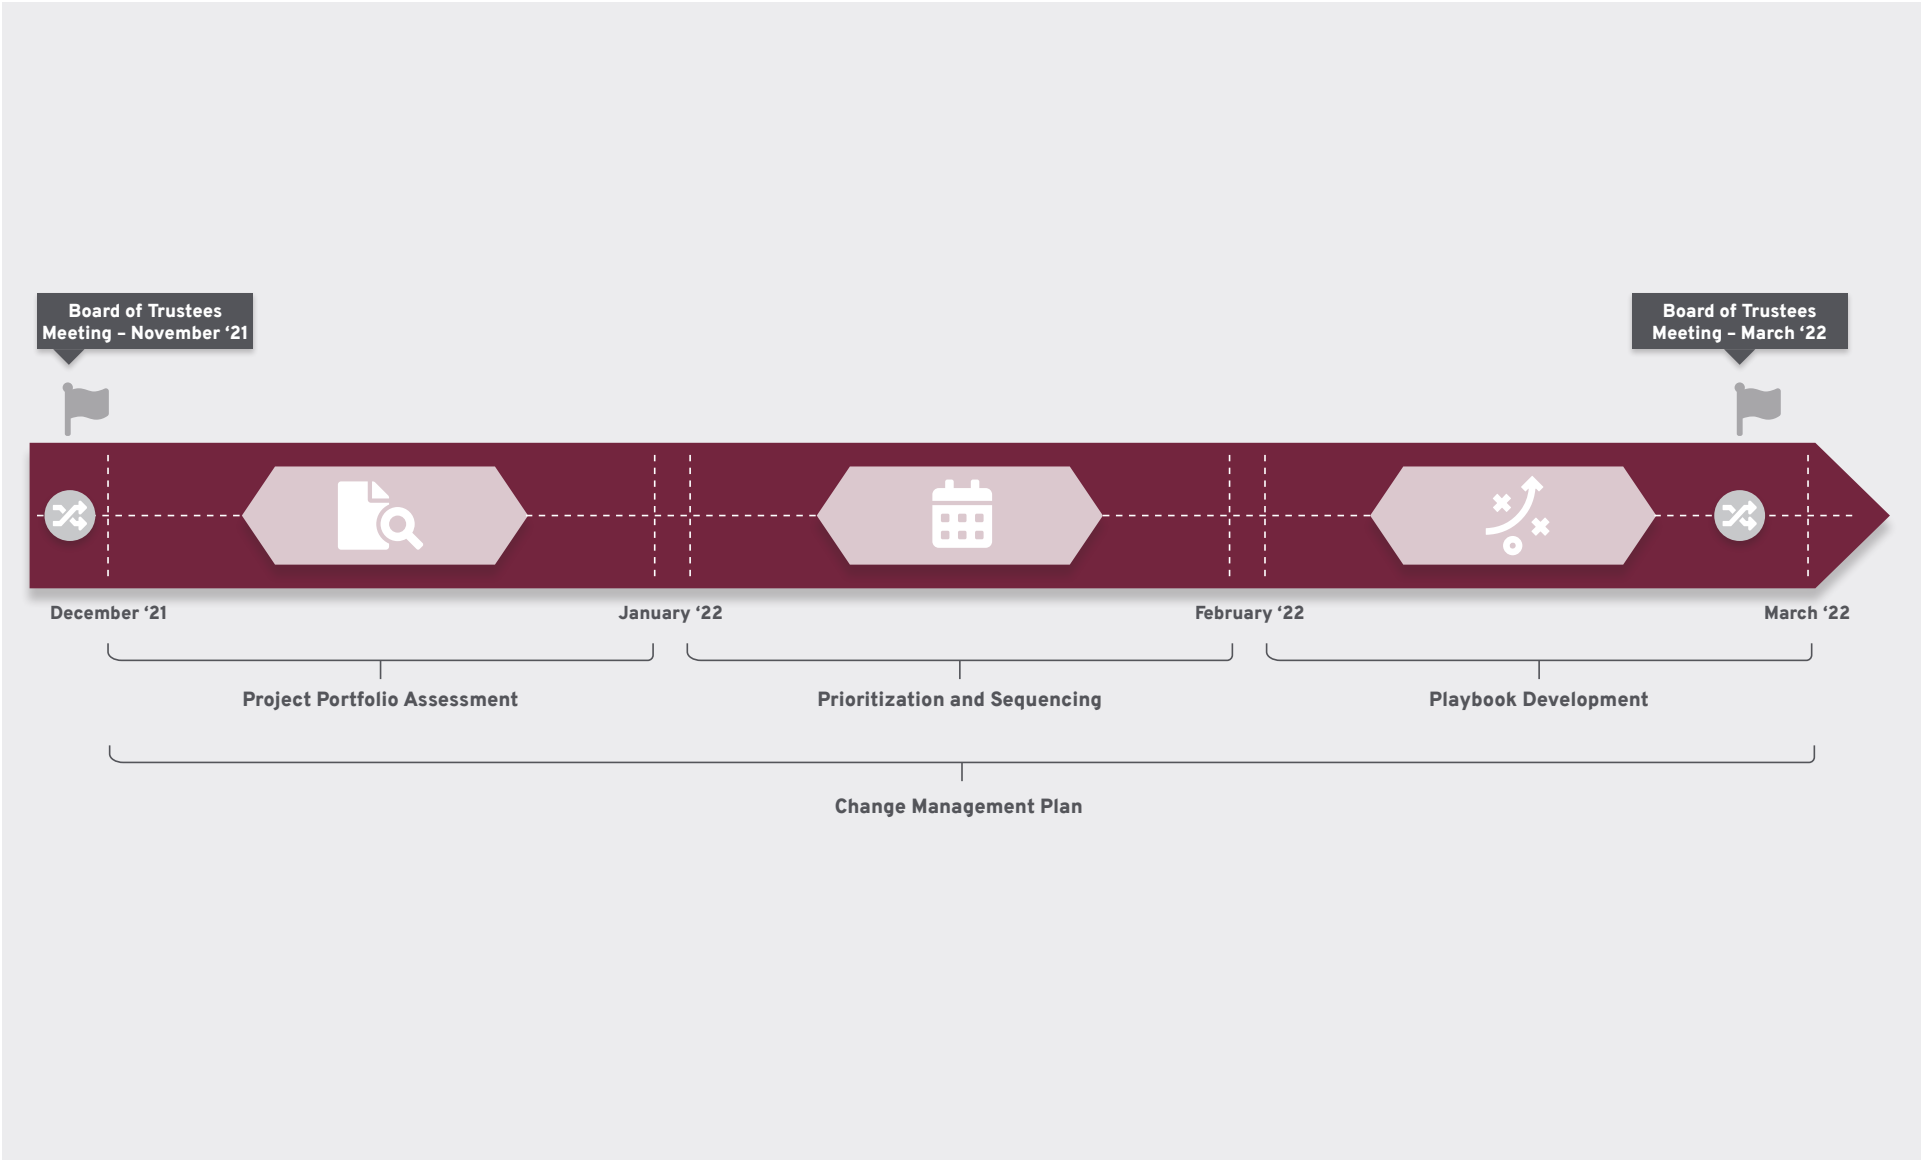 Board of Trustees
Meeting – November ‘21
Board of Trustees
Meeting – March ‘22
December ‘21
January ‘22
February ‘22
March ‘22
Project Portfolio Assessment
Prioritization and Sequencing
Playbook Development
Change Management Plan